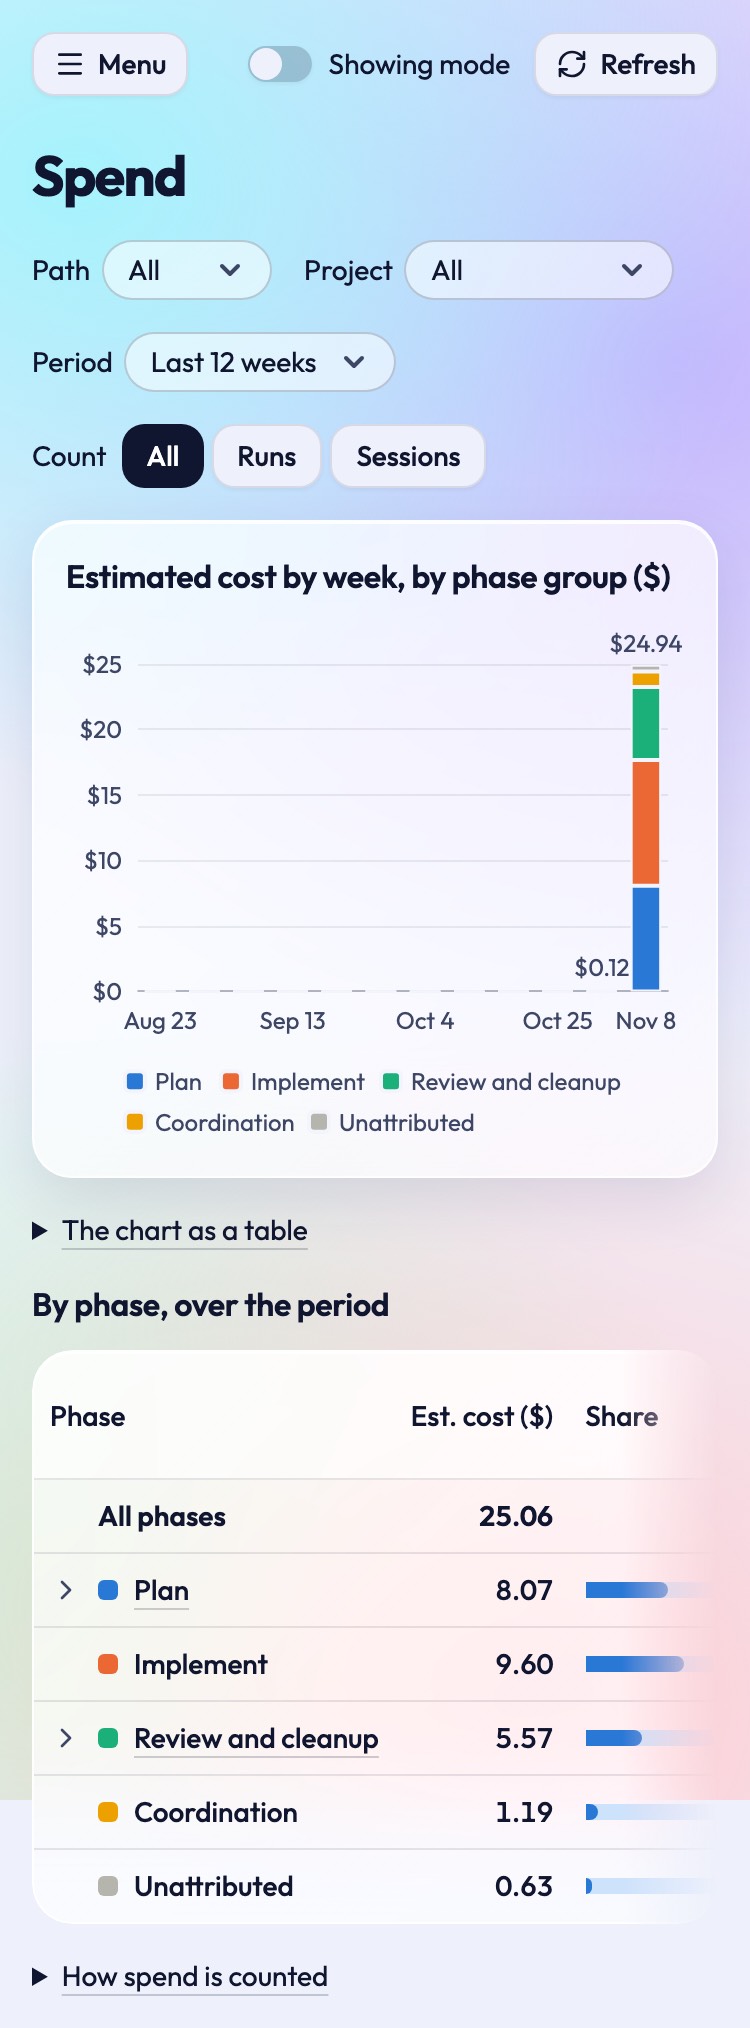 Menu
Showing mode
Refresh
Spend
Path All Project All
Period Last 12 weeks
Count All Runs Sessions
Estimated cost by week, by phase group ($)
$24.94
$25
$20
$15
$10
$5
$0.12
$0
Aug 23 Sep 13 Oct 4 Oct 25 Nov 8
Plan Implement Review and cleanup
Coordination Unattributed
The chart as a table
By phase, over the period
Phase Est. cost ($) Share
All phases 25.06
Plan 8.07
Implement 9.60
Review and cleanup 5.57
Coordination 1.19
Unattributed 0.63
How spend is counted